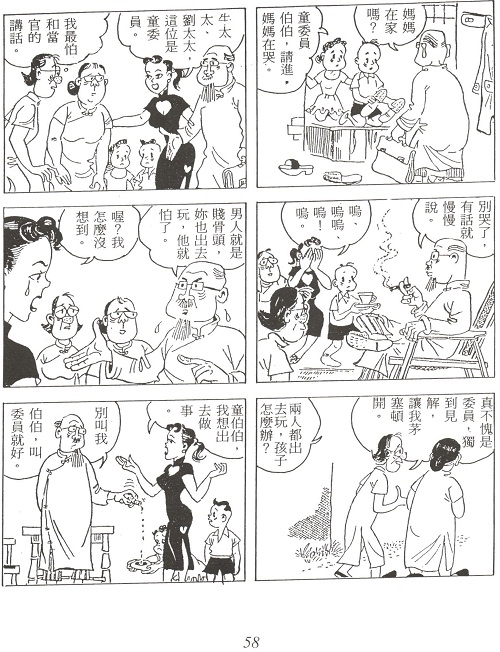 媽媽
在家
嗎?
童委員
伯伯,請進,
媽媽在哭。
牛太
太、
劉太太,
這位是
童委
員。
我最怕
和當
官的
講話。
別哭了,
有話就
慢慢
說。
嗚、
嗚嗚
嗚!
嗚。
男人就是
賤骨頭,
妳也出去
玩,他就
怕了。
喔?我
怎麼沒
想到。
真不愧是
委員,獨
到見
解,
讓我茅
塞頓
開。
兩人都出
去玩,孩子
怎麼辦?
童伯伯,
我想出
去做
事
別叫我
伯伯,叫
委員就好。
58